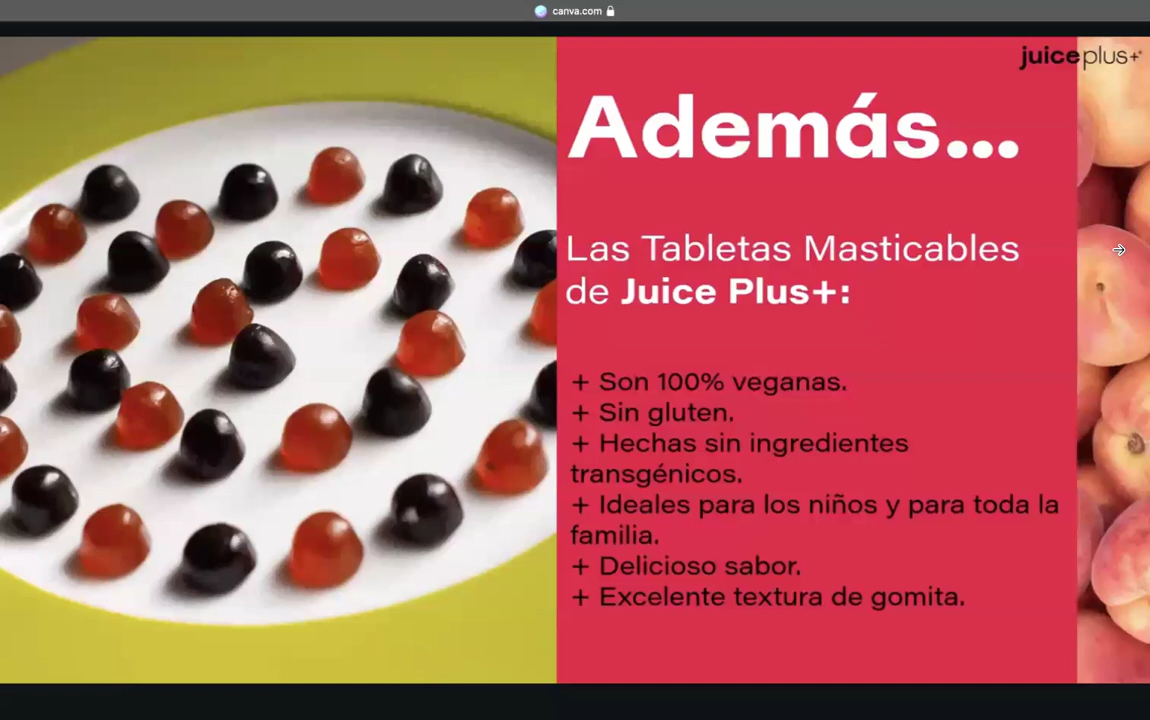 canva.com
juiceplus+
Además...
Las Tabletas Masticables
de Juice Plus+:
+ Son 100% veganas.
+ Sin gluten.
+ Hechas sin ingredientes
transgénicos.
+ Ideales para los niños y para toda la
familia.
+ Delicioso sabor.
+ Excelente textura de gomita.